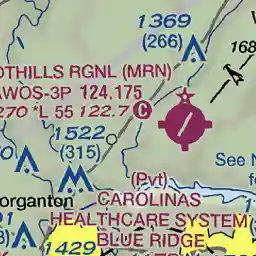 1369
(266)
168
OTHILLS RGNL (MRN)
AWOS-3P 124.175
270 *L 55 122.7 C
1522
(315)
See N
fo
(Pvt)
organton
CAROLINAS
HEALTHCARE SYSTEM
BLUE RIDGE
1429